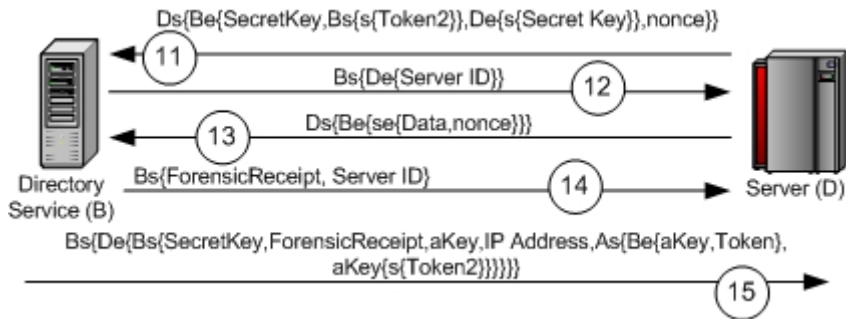 Ds{Be{SecretKey,Bs{s{Token2}},De{s{Secret Key}},nonce}}
11
Bs{De{Server ID}}
12
Ds{Be{se{Data,nonce}}}
13
Bs{ForensicReceipt, Server ID}
14
Directory
Service (B)
Server (D)
Bs{De{Bs{SecretKey,ForensicReceipt,aKey,IP Address,As{Be{aKey,Token},
aKey{s{Token2}}}}}}
15